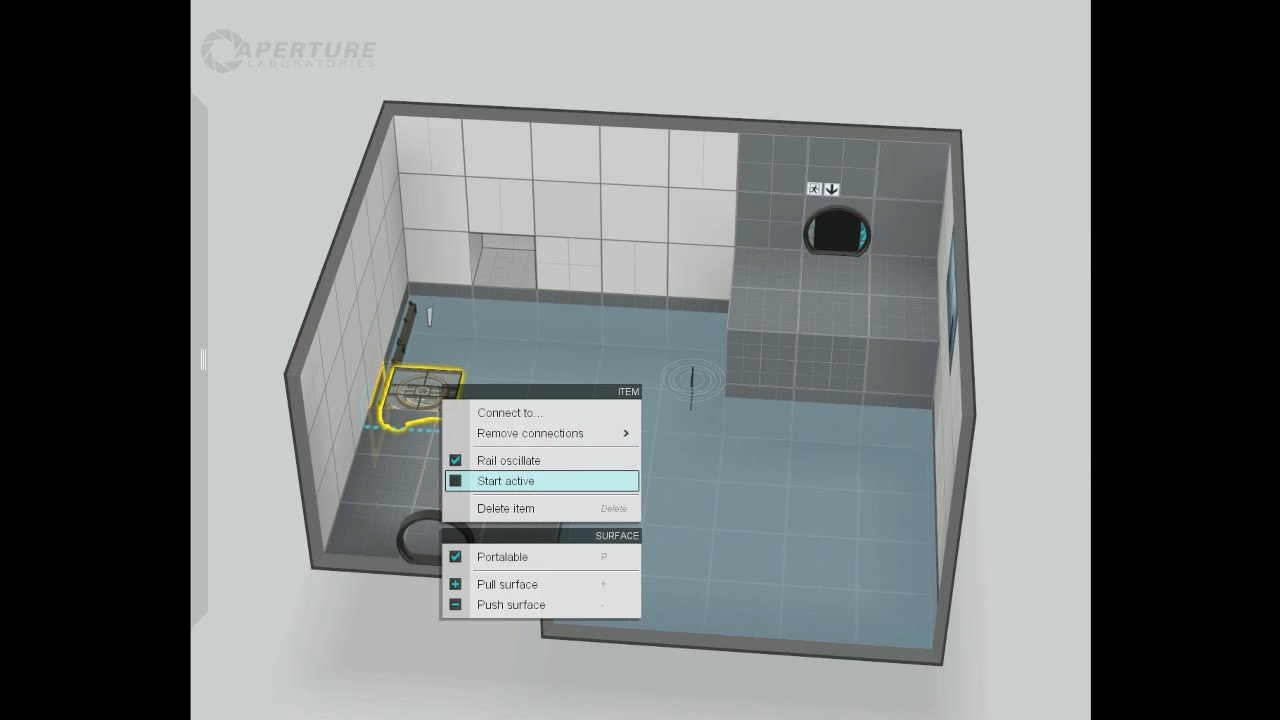 APERTURE
LABORATORIES
ITEM
Connect to...
Remove connections
Rail oscillate
Start active
Delete item Delete
SURFACE
Portalable P
Pull surface +
Push surface -